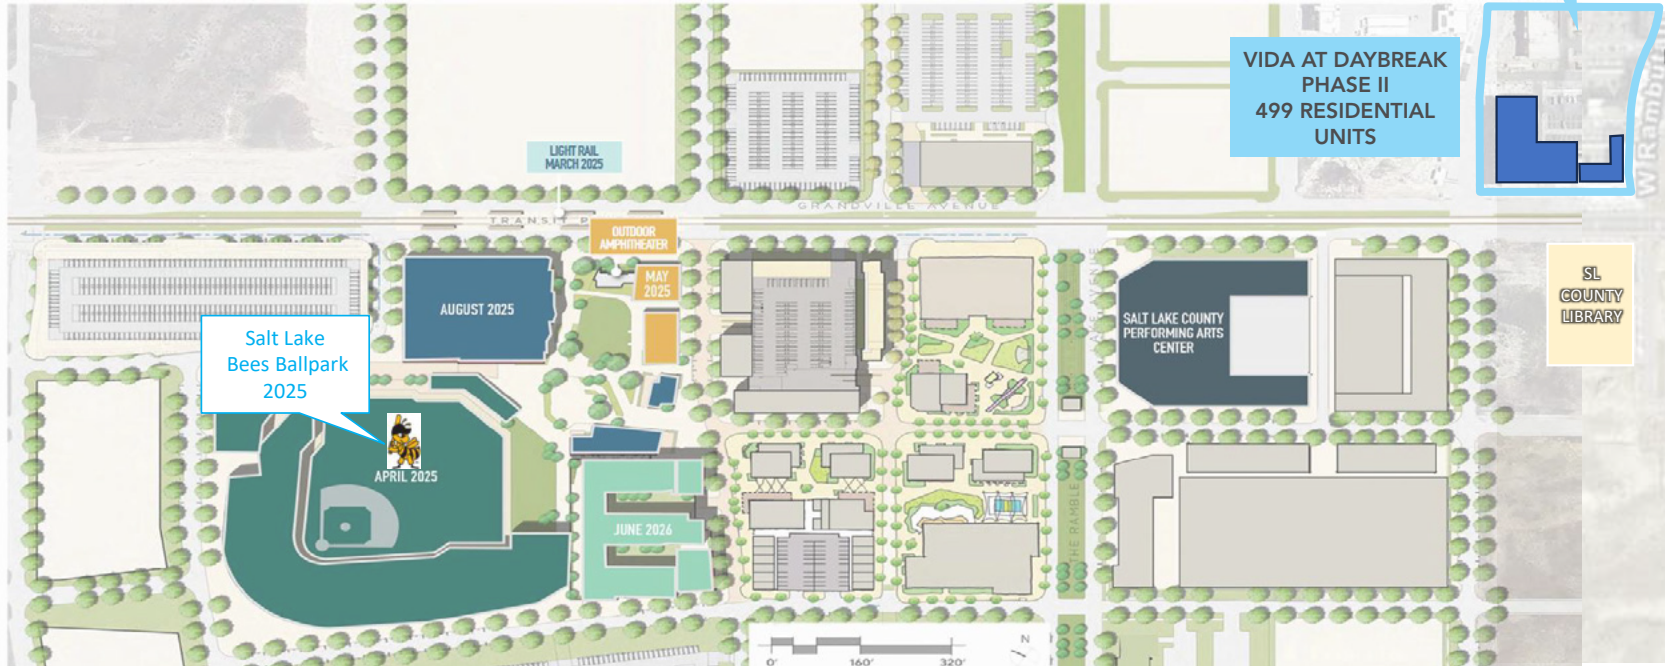 VIDA AT DAYBREAK
PHASE II
499 RESIDENTIAL
UNITS
W Rambu
LIGHT RAIL
MARCH 2025
GRANDVILLE AVENUE
TRANSIT
OUTDOOR
AMPHITHEATER
MAY
2025
AUGUST 2025
SALT LAKE COUNTY
PERFORMING ARTS
CENTER
SL
COUNTY
LIBRARY
Salt Lake
Bees Ballpark
2025
APRIL 2025
JUNE 2026
THE RAMBLE
N
0'
160'
320'